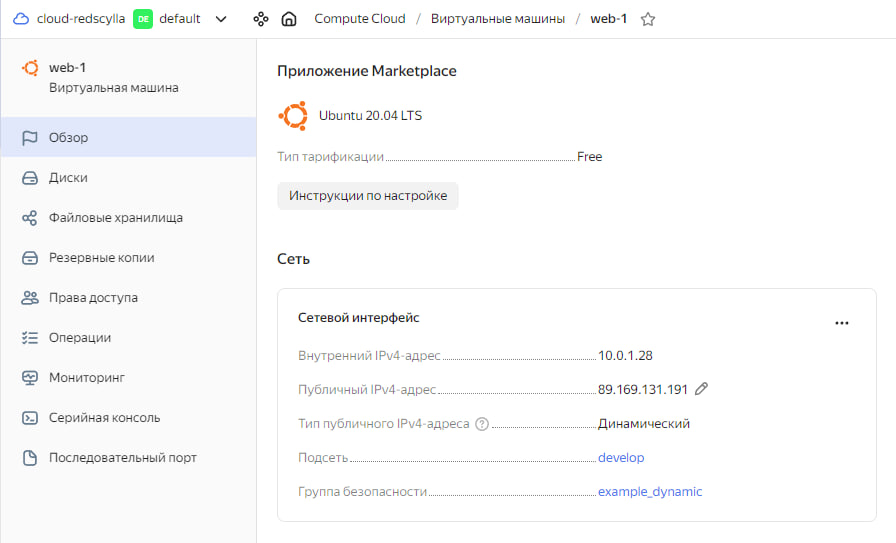 cloud-redscylla DE default Compute Cloud / Виртуальные машины / web-1
web-1
Виртуальная машина
Обзор
Диски
Файловые хранилища
Резервные копии
Права доступа
Операции
Мониторинг
Серийная консоль
Последовательный порт
Приложение Marketplace
Ubuntu 20.04 LTS
Тип тарификации Free
Инструкции по настройке
Сеть
Сетевой интерфейс
Внутренний IPv4-адрес 10.0.1.28
Публичный IPv4-адрес 89.169.131.191
Тип публичного IPv4-адреса ? Динамический
Подсеть develop
Группа безопасности example_dynamic